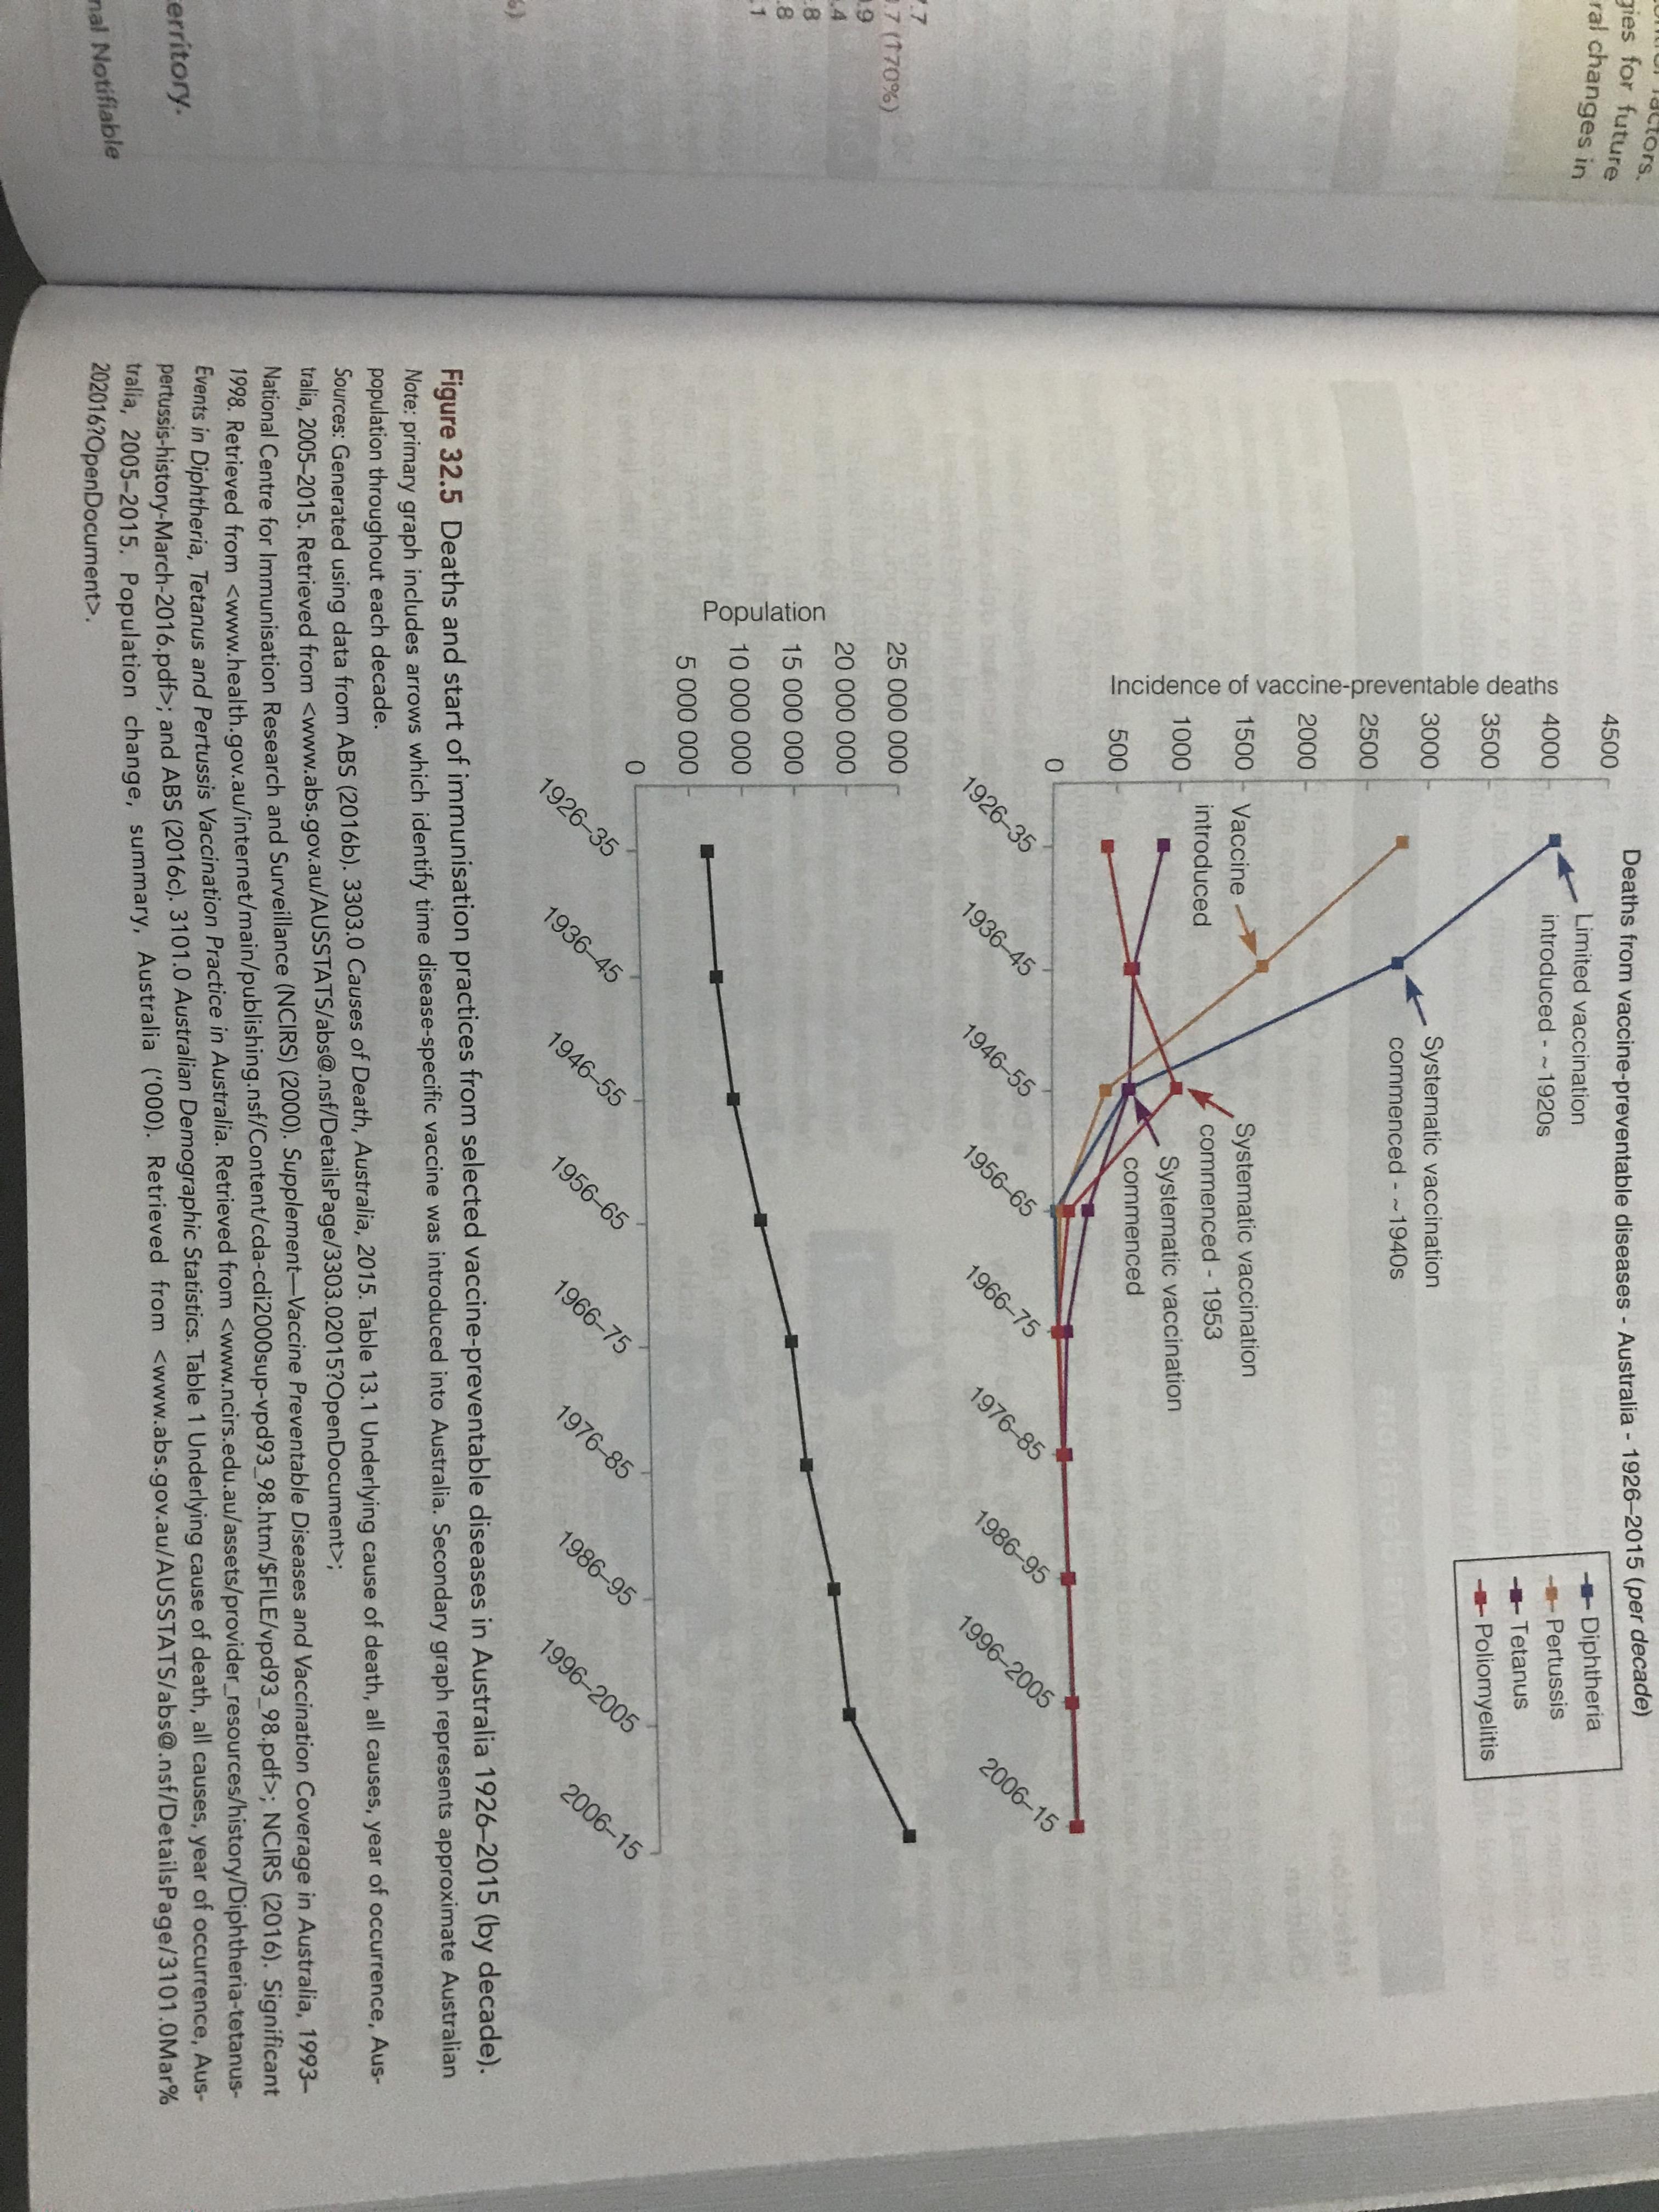 control factors.
gies for future
ral changes in
.7
17 (↑70%)
.9
.4
.8
.8
.1
%)
erritory.
nal Notifiable
Deaths from vaccine-preventable diseases - Australia - 1926–2015 (per decade)
Incidence of vaccine-preventable deaths
4500
4000
3500
3000
2500
2000
1500
1000
500
0
Limited vaccination
introduced - ~1920s
Systematic vaccination
commenced - ~1940s
Vaccine
introduced
Systematic vaccination
commenced - 1953
Systematic vaccination
commenced
Diphtheria
Pertussis
Tetanus
Poliomyelitis
1926–35
1936–45
1946–55
1956–65
1966–75
1976–85
1986–95
1996–2005
2006–15
Population
25 000 000
20 000 000
15 000 000
10 000 000
5 000 000
0
1926–35
1936–45
1946–55
1956–65
1966–75
1976–85
1986–95
1996–2005
2006–15
Figure 32.5 Deaths and start of immunisation practices from selected vaccine-preventable diseases in Australia 1926–2015 (by decade).
Note: primary graph includes arrows which identify time disease-specific vaccine was introduced into Australia. Secondary graph represents approximate Australian
population throughout each decade.
Sources: Generated using data from ABS (2016b). 3303.0 Causes of Death, Australia, 2015. Table 13.1 Underlying cause of death, all causes, year of occurrence, Aus-
tralia, 2005–2015. Retrieved from <www.abs.gov.au/AUSSTATS/abs@.nsf/DetailsPage/3303.02015?OpenDocument>;
National Centre for Immunisation Research and Surveillance (NCIRS) (2000). Supplement—Vaccine Preventable Diseases and Vaccination Coverage in Australia, 1993–
1998. Retrieved from <www.health.gov.au/internet/main/publishing.nsf/Content/cda-cdi2000sup-vpd93_98.htm/$FILE/vpd93_98.pdf>; NCIRS (2016). Significant
Events in Diphtheria, Tetanus and Pertussis Vaccination Practice in Australia. Retrieved from <www.ncirs.edu.au/assets/provider_resources/history/Diphtheria-tetanus-
pertussis-history-March-2016.pdf>; and ABS (2016c). 3101.0 Australian Demographic Statistics. Table 1 Underlying cause of death, all causes, year of occurrence, Aus-
tralia, 2005–2015. Population change, summary, Australia ('000). Retrieved from <www.abs.gov.au/AUSSTATS/abs@.nsf/DetailsPage/3101.0Mar%
202016?OpenDocument>.